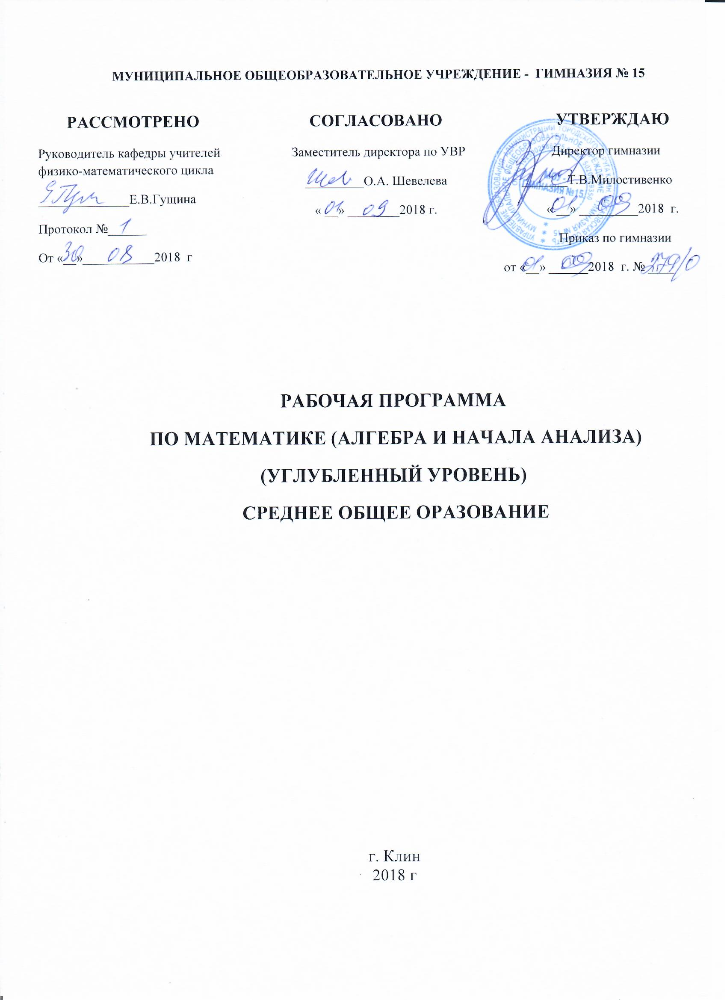 МУНИЦИПАЛЬНОЕ ОБЩЕОБРАЗОВАТЕЛЬНОЕ УЧРЕЖДЕНИЕ - ГИМНАЗИЯ № 15
РАССМОТРЕНО
Руководитель кафедры учителей
физико-математического цикла
______________Е.В.Гущина
Протокол № 1
От «30» 08 2018 г
СОГЛАСОВАНО
Заместитель директора по УВР
_________О.А. Шевелева
«01» 09 2018 г.
УТВЕРЖДАЮ
Директор гимназии
_______Т.В.Милостивенко
«01» 09 2018 г.
Приказ по гимназии
от «01» 09 2018 г. № 279/О
ГИМНАЗИЯ №15
РАБОЧАЯ ПРОГРАММА
ПО МАТЕМАТИКЕ (АЛГЕБРА И НАЧАЛА АНАЛИЗА)
(УГЛУБЛЕННЫЙ УРОВЕНЬ)
СРЕДНЕЕ ОБЩЕЕ ОРАЗОВАНИЕ
г. Клин
2018 г